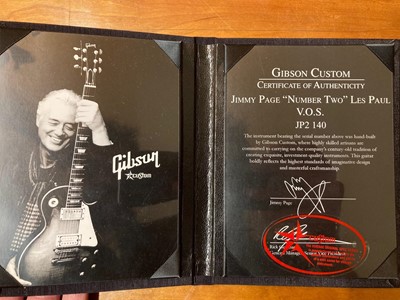 Gibson
Custom
GIBSON CUSTOM
CERTIFICATE OF AUTHENTICITY
JIMMY PAGE "NUMBER TWO" LES PAUL
V.O.S.
JP2 140
The instrument bearing the serial number above was hand-built
by Gibson Custom, where highly skilled artisans are
committed to carrying on the company's century-old tradition of
creating exquisite, investment-quality instruments. This guitar
boldly reflects the highest standards of imaginative design
and masterful craftsmanship.
Jimmy Page
Rick
General Manager